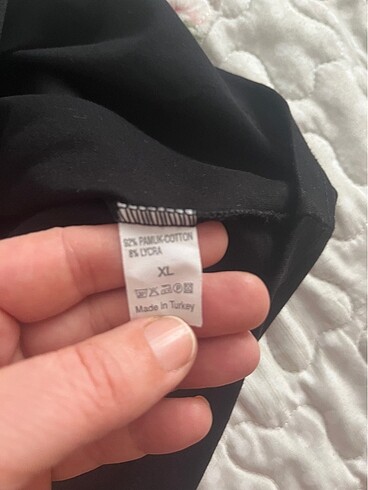 92% PAMUK-COTTON
8% LYCRA
XL
Made in Turkey